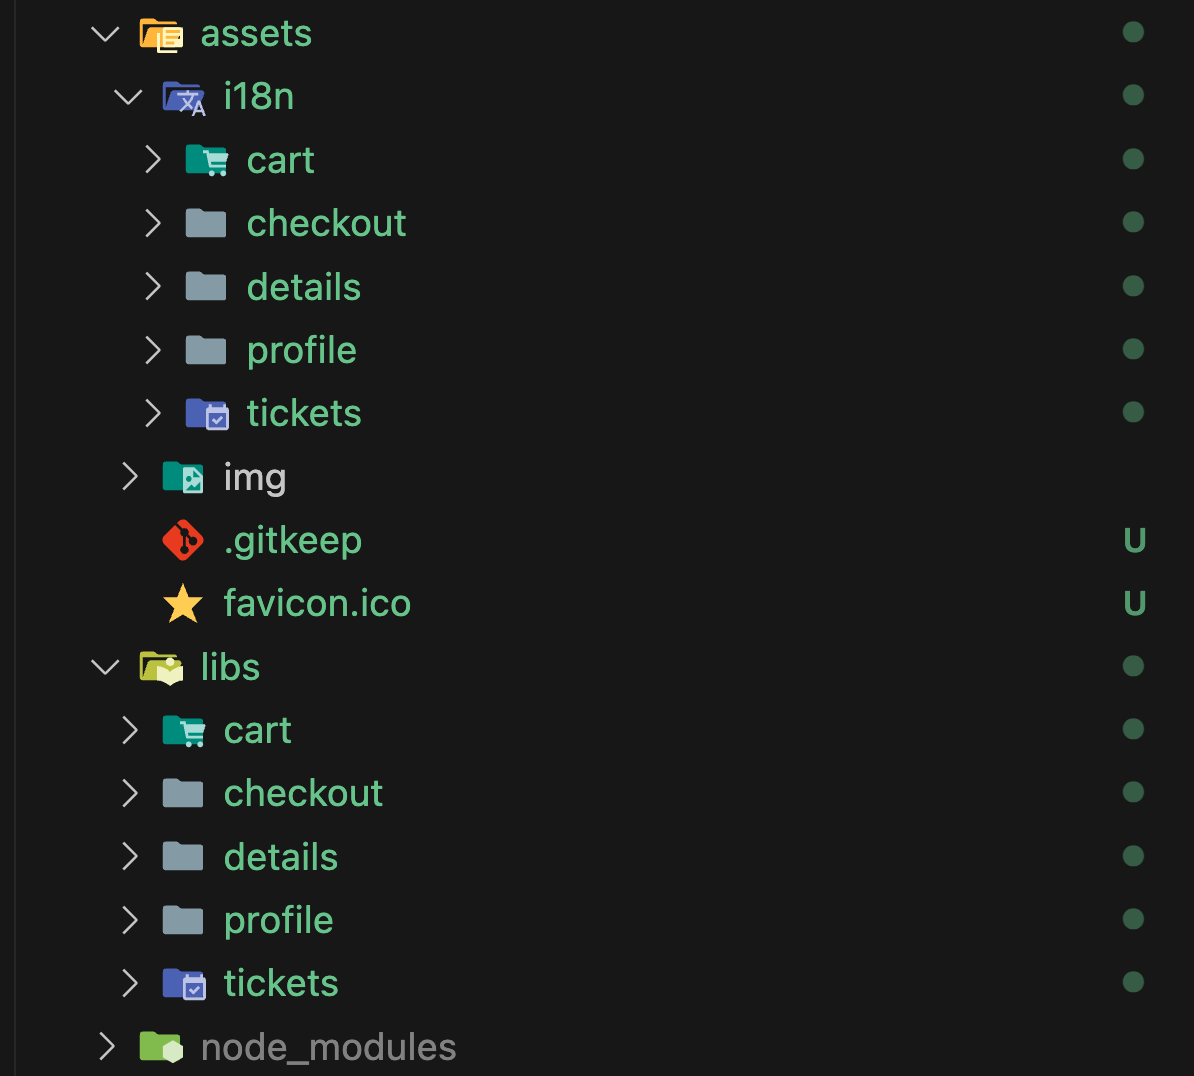 assets
i18n
cart
checkout
details
profile
tickets
img
.gitkeep U
favicon.ico U
libs
cart
checkout
details
profile
tickets
node_modules